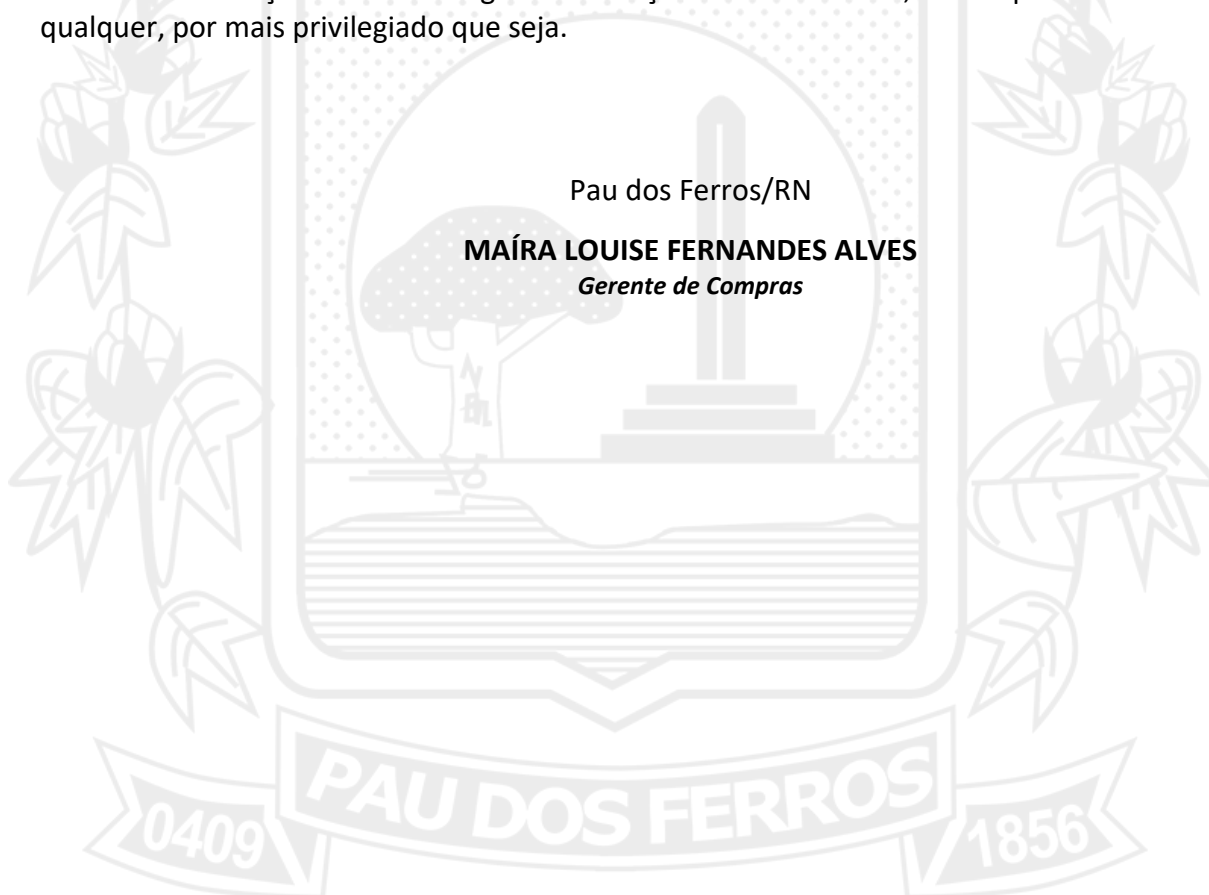 qualquer, por mais privilegiado que seja.
Pau dos Ferros/RN
MAÍRA LOUISE FERNANDES ALVES
Gerente de Compras
PAU DOS FERROS
0409
1856